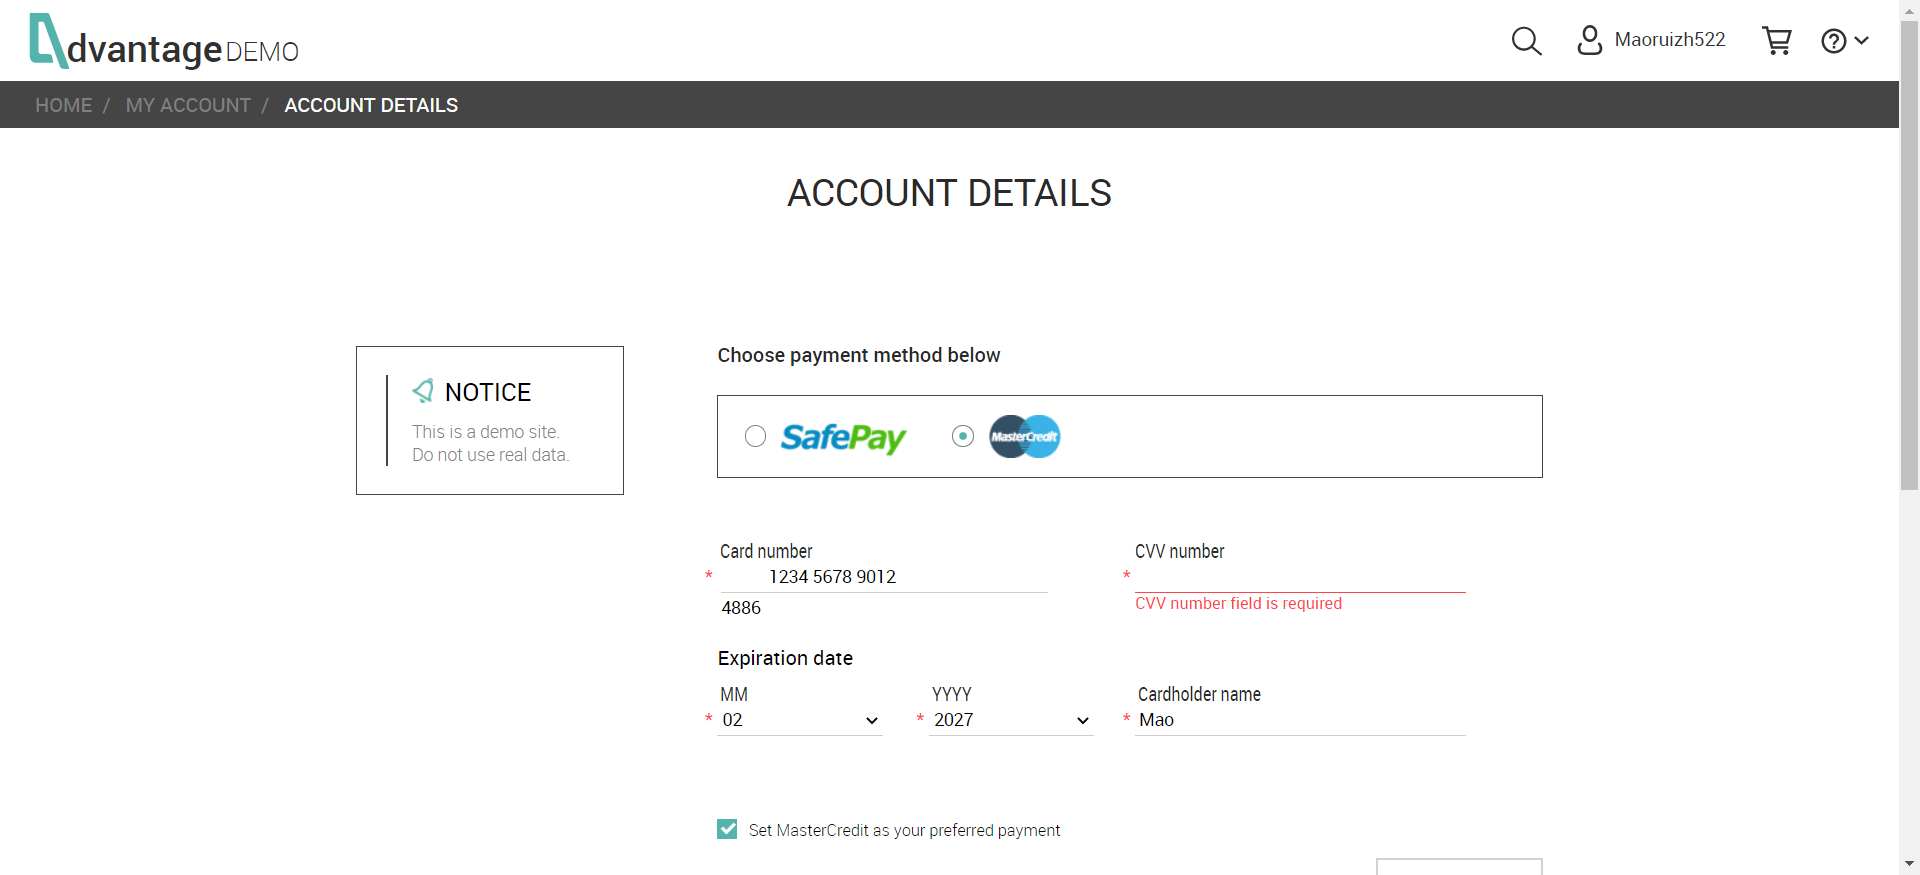 dvantage DEMO
Maoruizh522
HOME / MY ACCOUNT / ACCOUNT DETAILS
ACCOUNT DETAILS
NOTICE
This is a demo site.
Do not use real data.
Choose payment method below
SafePay MasterCredit
Card number
* 1234 5678 9012
4886
CVV number
*
CVV number field is required
Expiration date
MM
* 02
YYYY
* 2027
Cardholder name
* Mao
Set MasterCredit as your preferred payment